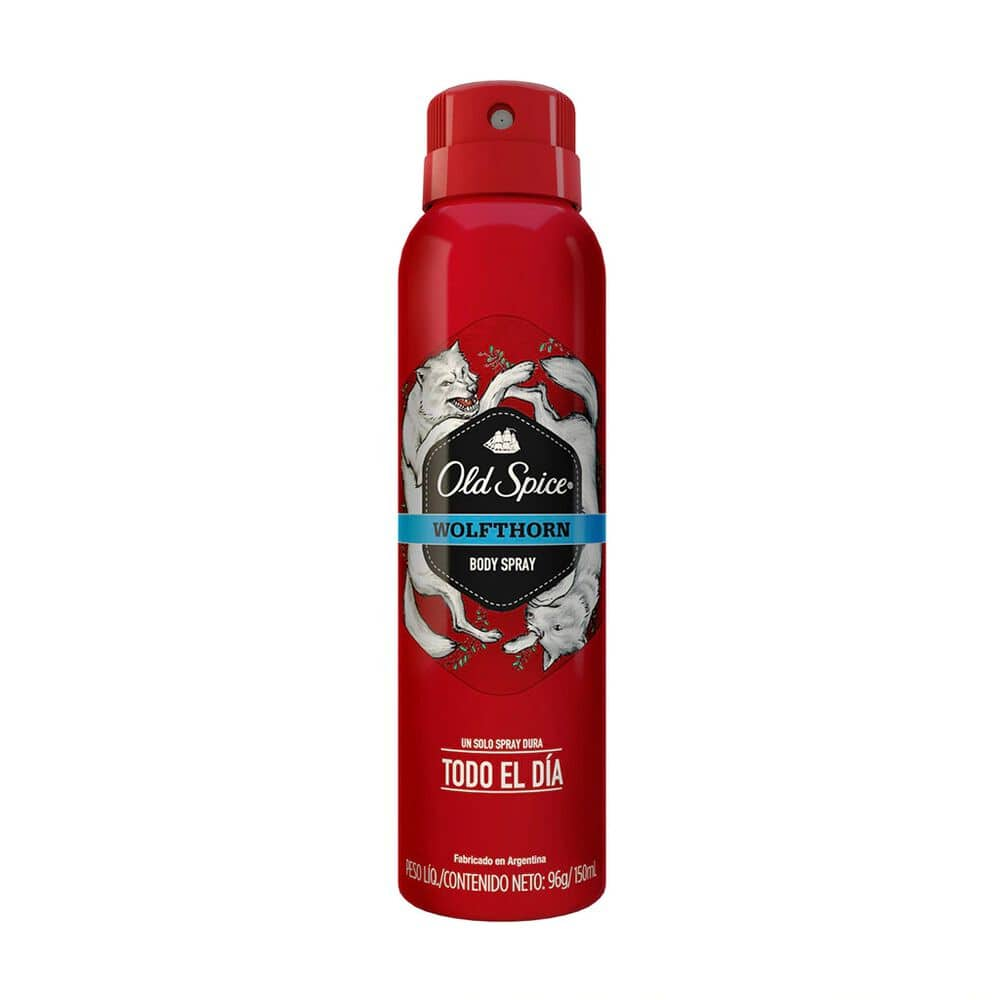 Old Spice®
WOLFTHORN
BODY SPRAY
UN SOLO SPRAY DURA
TODO EL DÍA
Fabricado en Argentina
PESO LÍQ./CONTENIDO NETO: 96g/150mL